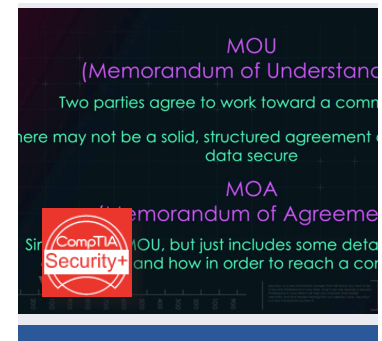 MOU
(Memorandum of Understand
Two parties agree to work toward a comm
here may not be a solid, structured agreement
data secure
MOA
emorandum of Agreeme
Sin MOU, but just includes some deta
and how in order to reach a con
CompTIA
Security+